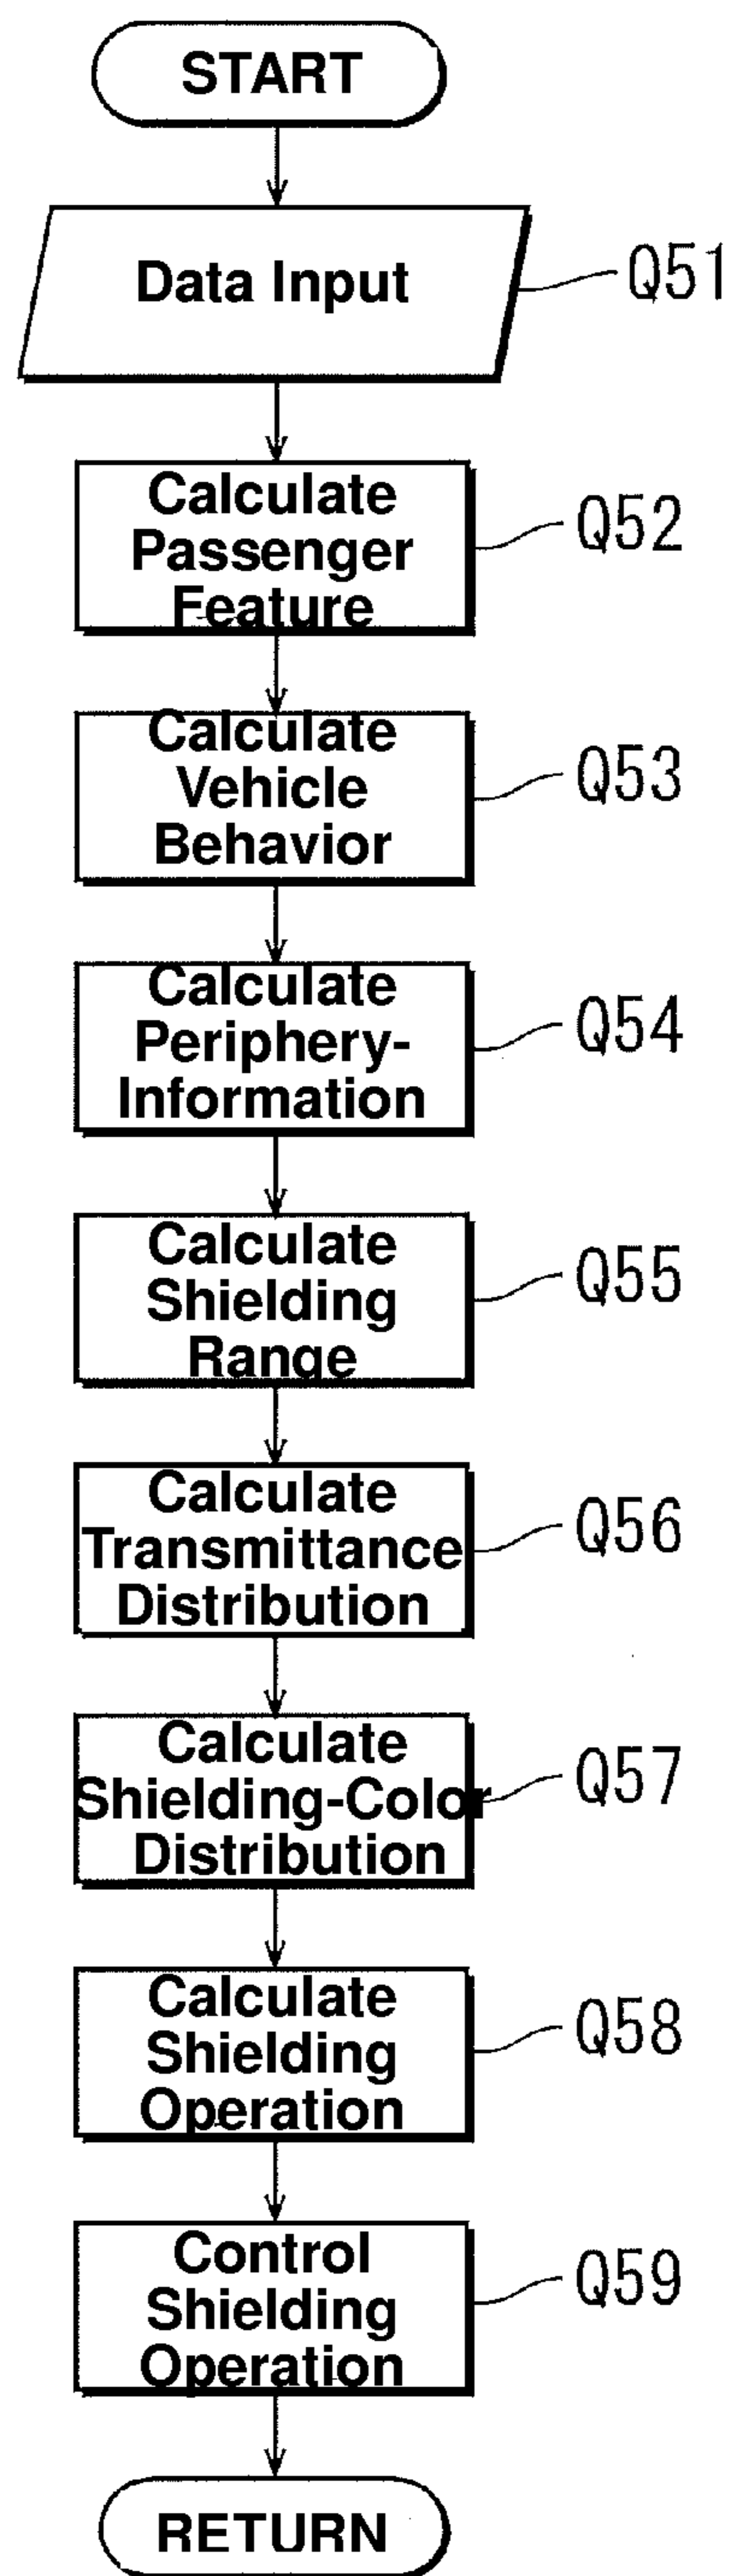 START
Data Input
Q51
Calculate
Passenger
Feature
Q52
Calculate
Vehicle
Behavior
Q53
Calculate
Periphery-
Information
Q54
Calculate
Shielding
Range
Q55
Calculate
Transmittance
Distribution
Q56
Calculate
Shielding-Color
Distribution
Q57
Calculate
Shielding
Operation
Q58
Control
Shielding
Operation
Q59
RETURN